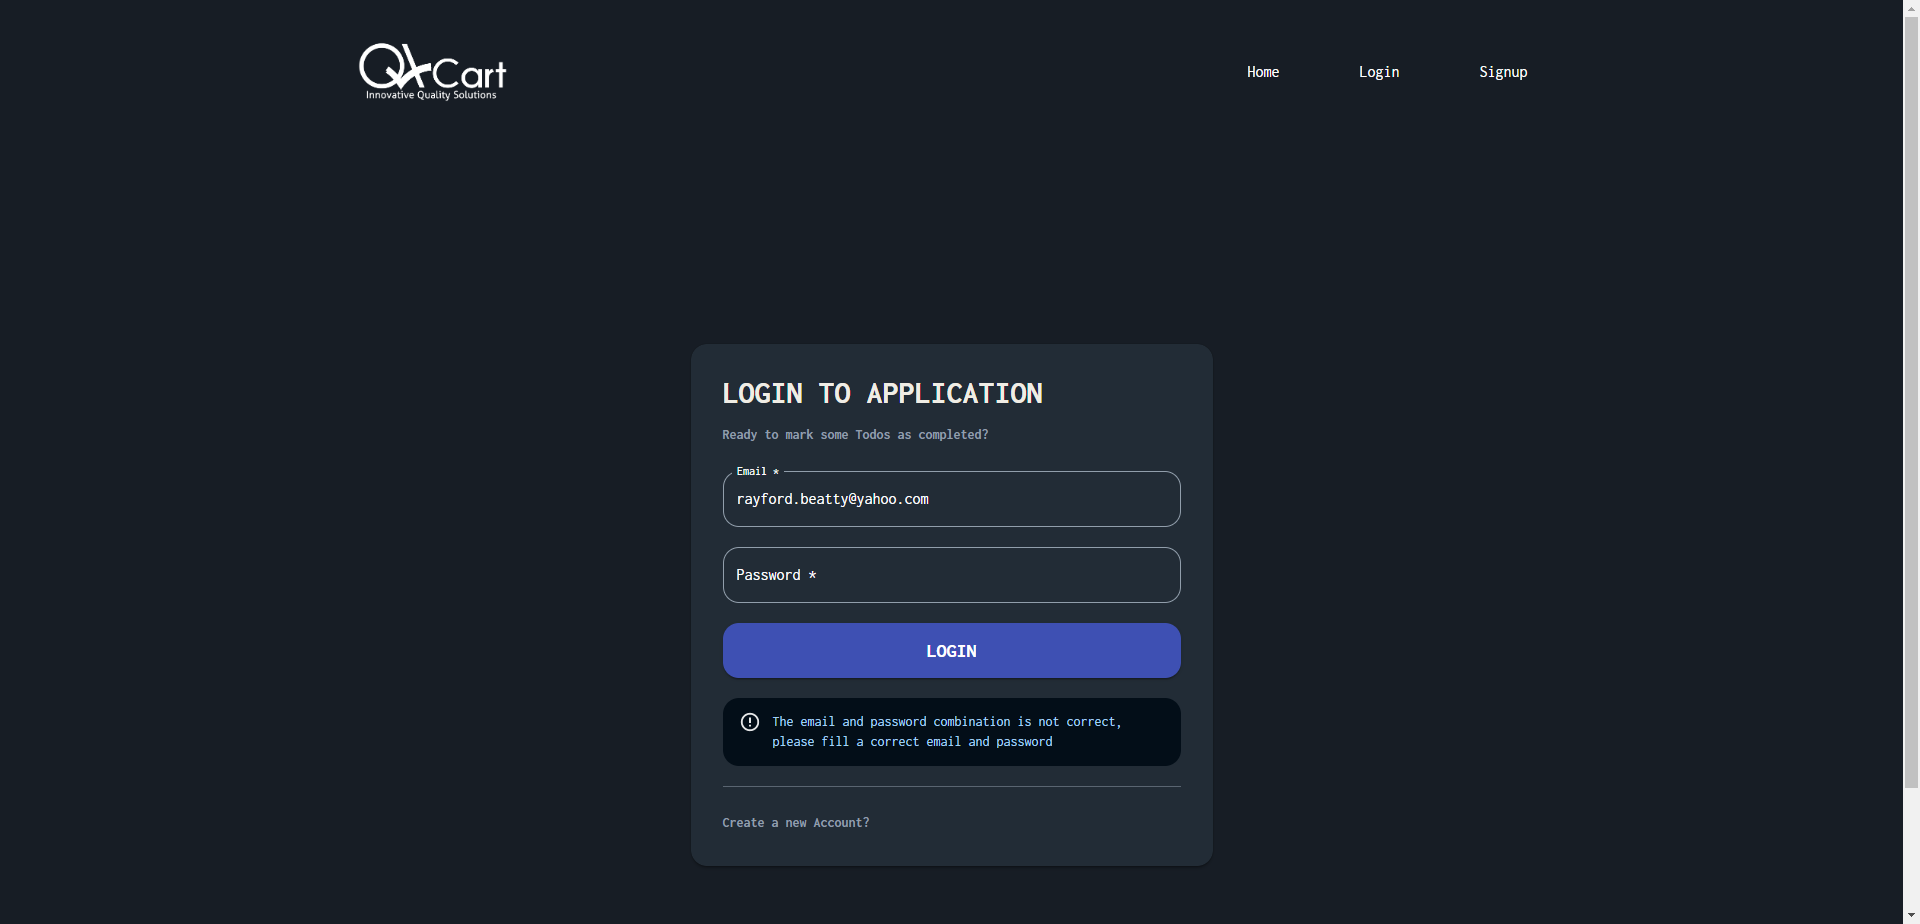 QACart
Innovative Quality Solutions
Home
Login
Signup
LOGIN TO APPLICATION
Ready to mark some Todos as completed?
Email *
rayford.beatty@yahoo.com
Password *
LOGIN
The email and password combination is not correct,
please fill a correct email and password
Create a new Account?